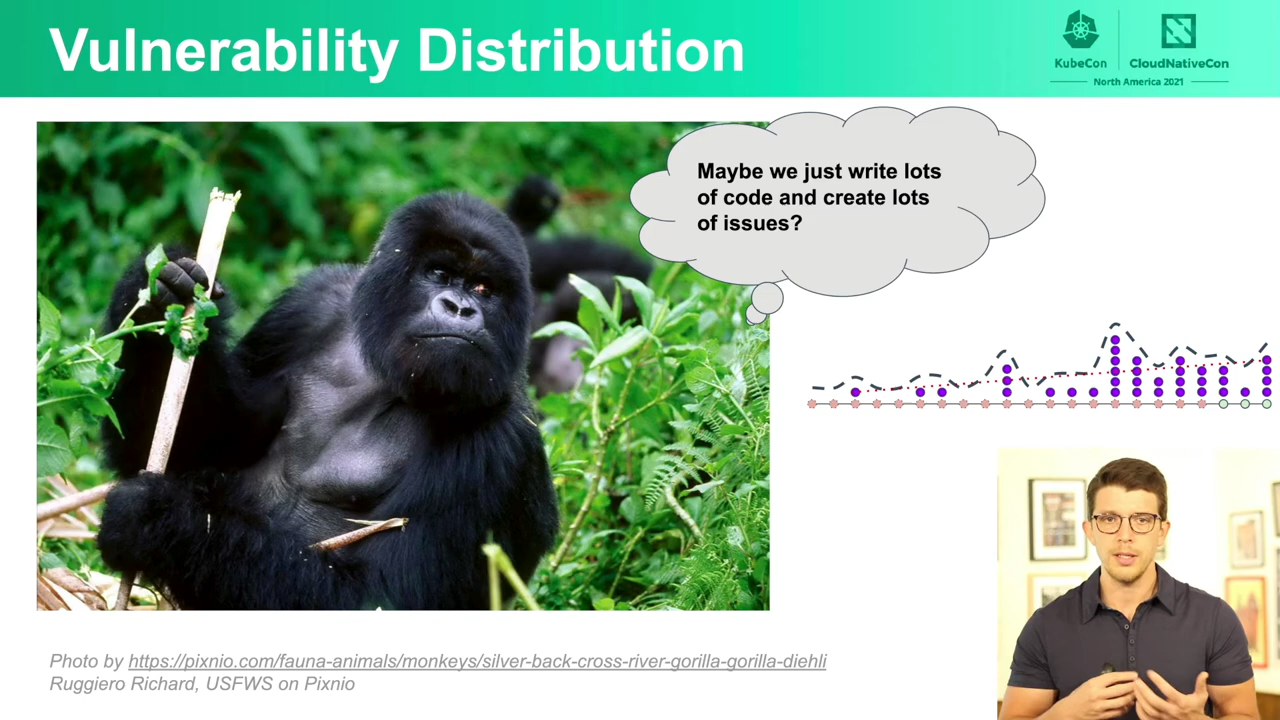 Vulnerability Distribution
KubeCon
CloudNativeCon
North America 2021
Maybe we just write lots
of code and create lots
of issues?
Photo by https://pixnio.com/fauna-animals/monkeys/silver-back-cross-river-gorilla-gorilla-diehli
Ruggiero Richard, USFWS on Pixnio